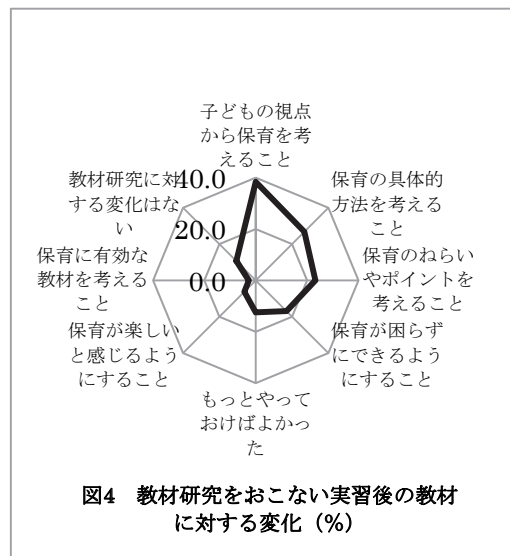 子どもの視点
から保育を考
えること
保育の具体的
方法を考える
こと
保育のねらい
やポイントを
考えること
保育が困らず
にできるよう
にすること
もっとやって
おけばよかっ
た
保育が楽しい
と感じるよう
にすること
保育に有効な
教材を考える
こと
教材研究に対
する変化はな
い
40.0
20.0
0.0
図4 教材研究をおこない実習後の教材
に対する変化（%）